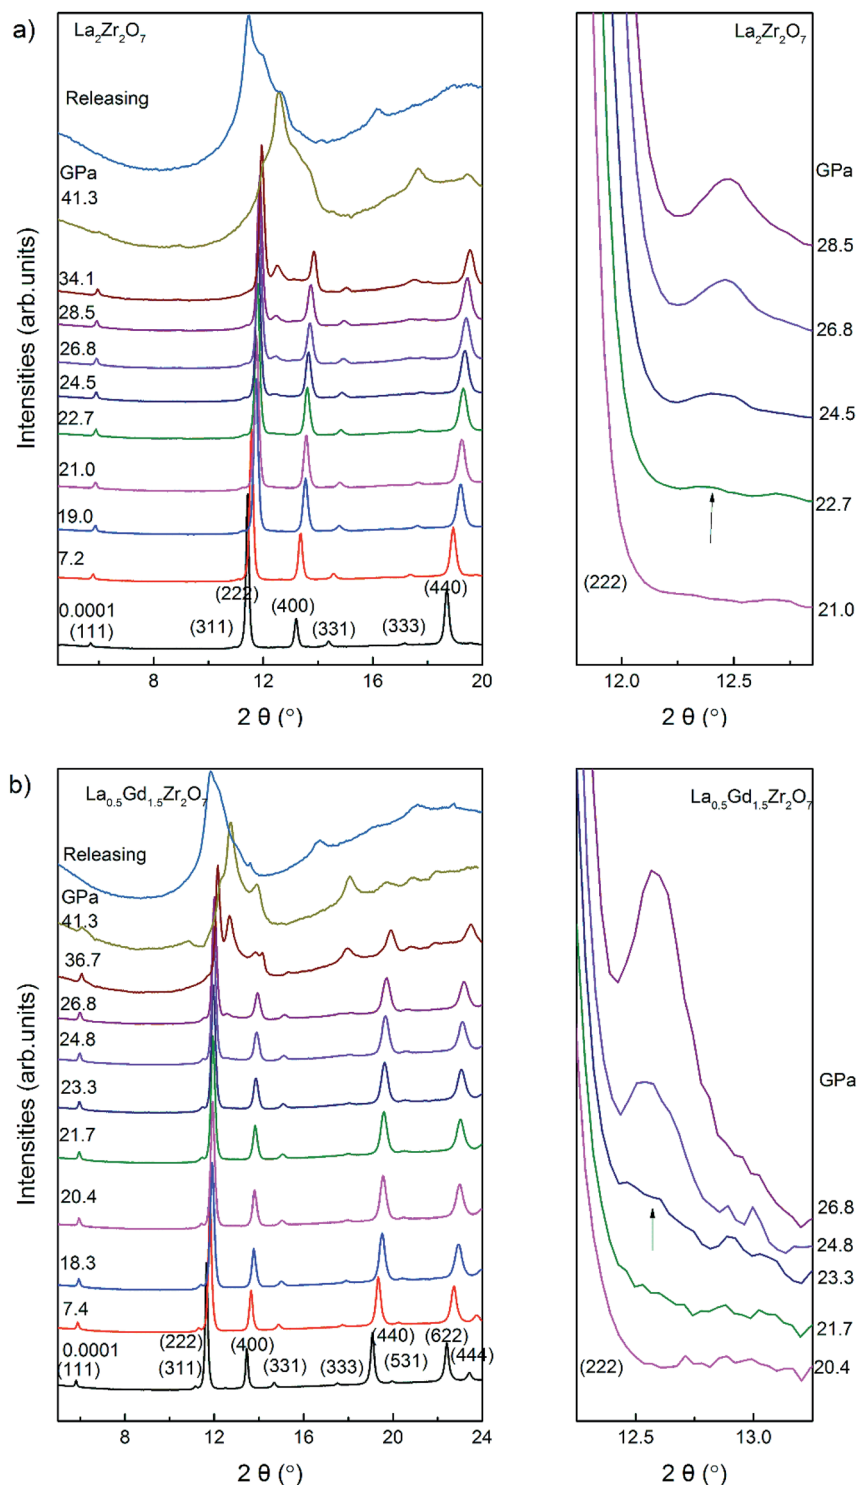 a)
La2Zr2O7
Releasing
GPa
41.3
34.1
28.5
26.8
24.5
22.7
21.0
19.0
7.2
0.0001
(111)
(311)
(222)
(400)
(331)
(333)
(440)
Intensities (arb.units)
8 12 16 20
2 θ (°)
La2Zr2O7
GPa
28.5
26.8
24.5
22.7
21.0
(222)
12.0 12.5
2 θ (°)
b)
La0.5Gd1.5Zr2O7
Releasing
GPa
41.3
36.7
26.8
24.8
23.3
21.7
20.4
18.3
7.4
0.0001
(111)
(222)
(311)
(400)
(331)
(333)
(440)
(531)
(622)
(444)
Intensities (arb.units)
8 12 16 20 24
2 θ (°)
La0.5Gd1.5Zr2O7
GPa
26.8
24.8
23.3
21.7
20.4
(222)
12.5 13.0
2 θ (°)